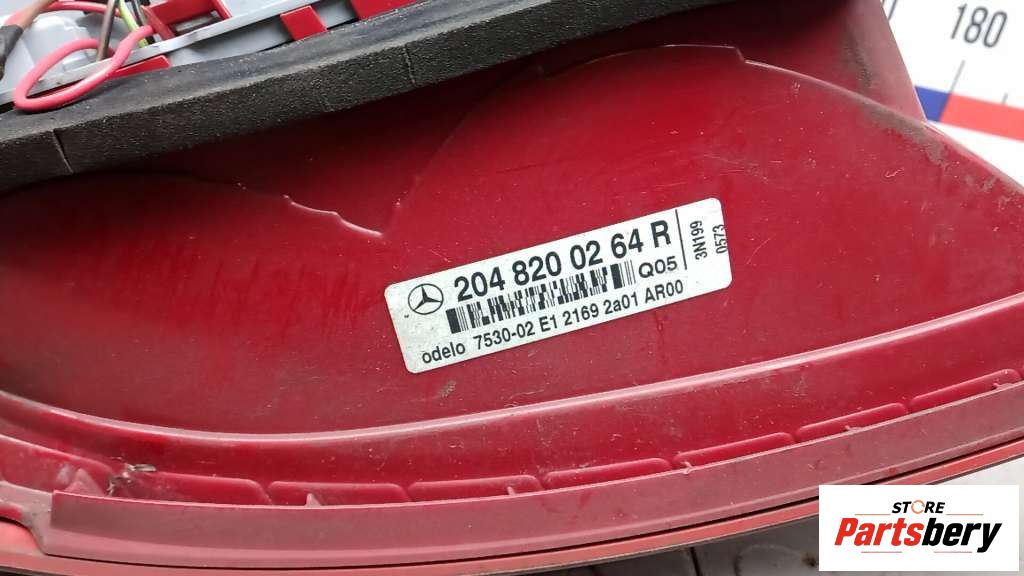 180
204 820 02 64 R
Q05
3N199
0573
odelo 7530-02 E1 2169 2a01 AR00
STORE
Partsbery